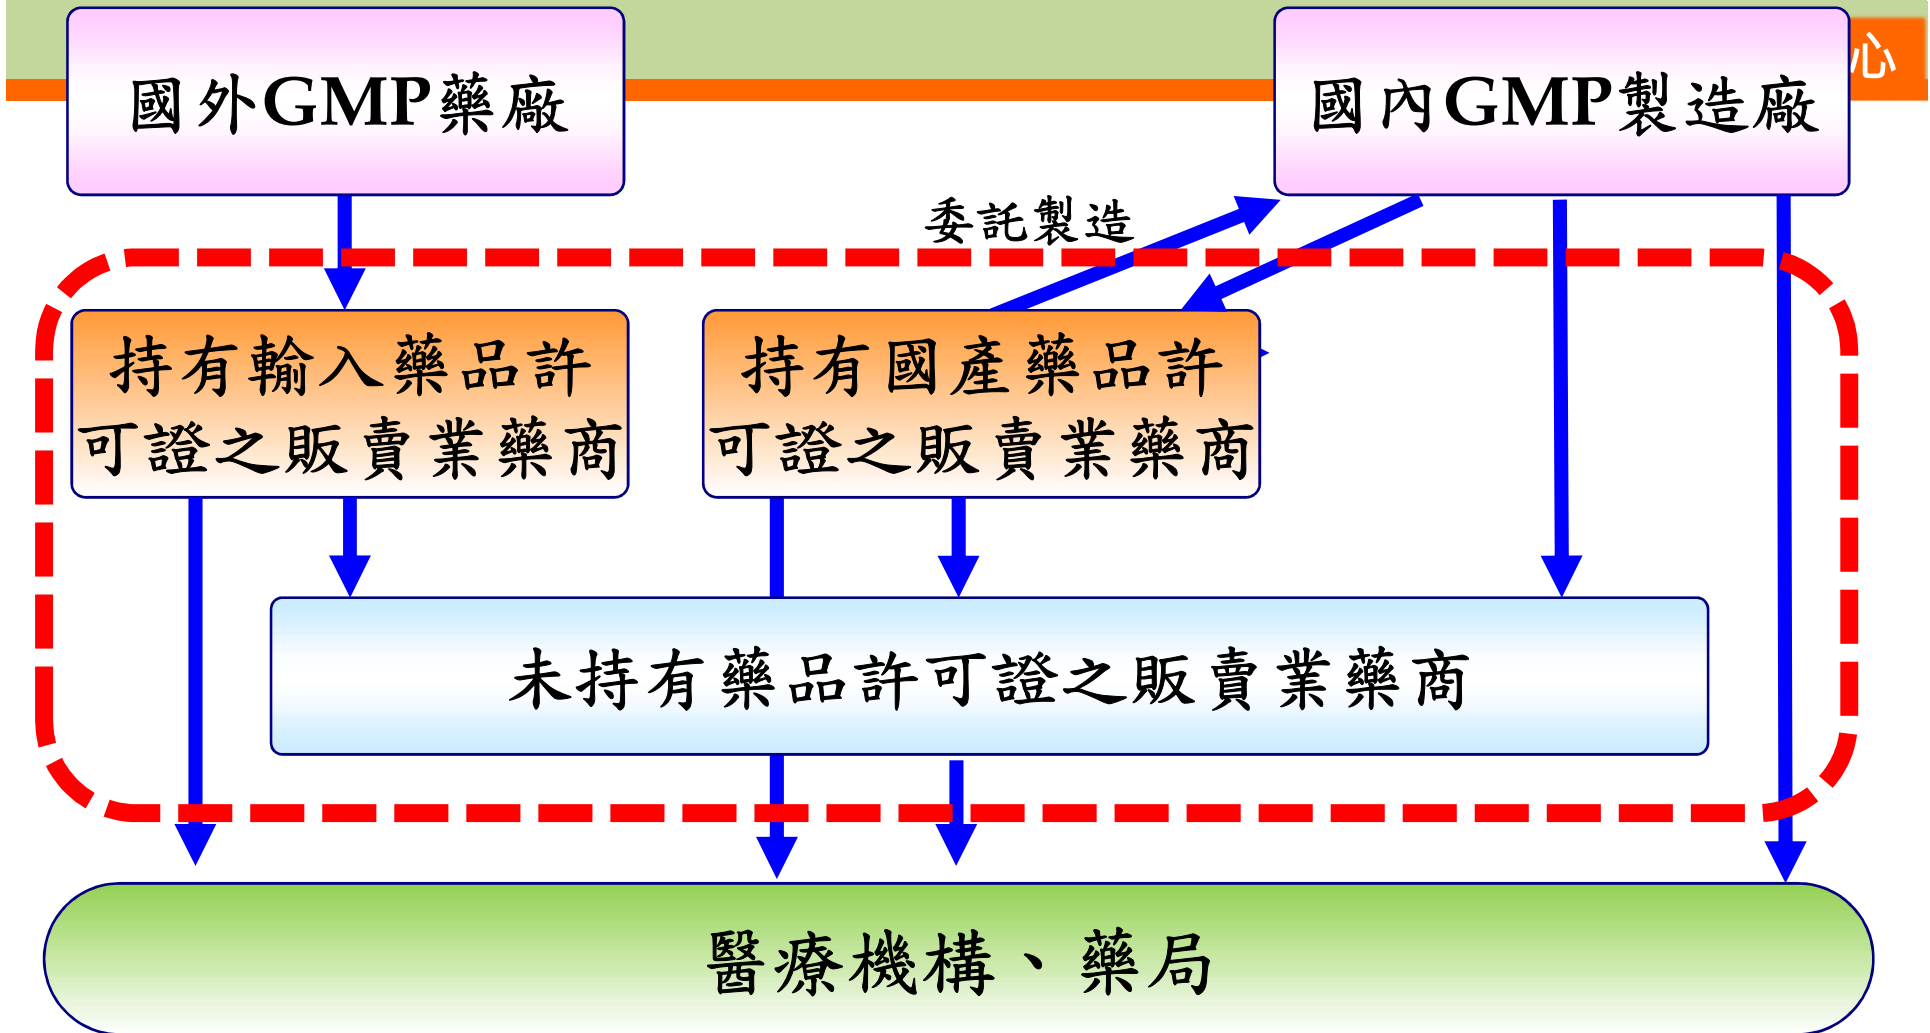 國外GMP藥廠
國內GMP製造廠
心
委託製造
持有輸入藥品許
可證之販賣業藥商
持有國產藥品許
可證之販賣業藥商
未持有藥品許可證之販賣業藥商
醫療機構、藥局